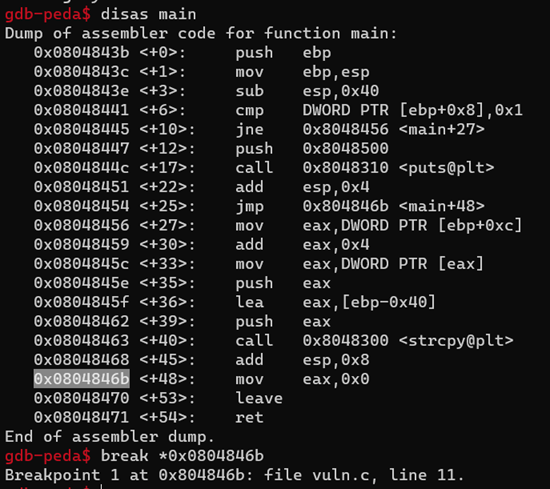 gdb-peda$ disas main
Dump of assembler code for function main:
0x0804843b <+0>: push ebp
0x0804843c <+1>: mov ebp,esp
0x0804843e <+3>: sub esp,0x40
0x08048441 <+6>: cmp DWORD PTR [ebp+0x8],0x1
0x08048445 <+10>: jne 0x8048456 <main+27>
0x08048447 <+12>: push 0x8048500
0x0804844c <+17>: call 0x8048310 <puts@plt>
0x08048451 <+22>: add esp,0x4
0x08048454 <+25>: jmp 0x804846b <main+48>
0x08048456 <+27>: mov eax,DWORD PTR [ebp+0xc]
0x08048459 <+30>: add eax,0x4
0x0804845c <+33>: mov eax,DWORD PTR [eax]
0x0804845e <+35>: push eax
0x0804845f <+36>: lea eax,[ebp-0x40]
0x08048462 <+39>: push eax
0x08048463 <+40>: call 0x8048300 <strcpy@plt>
0x08048468 <+45>: add esp,0x8
0x0804846b <+48>: mov eax,0x0
0x08048470 <+53>: leave
0x08048471 <+54>: ret
End of assembler dump.
gdb-peda$ break *0x0804846b
Breakpoint 1 at 0x804846b: file vuln.c, line 11.